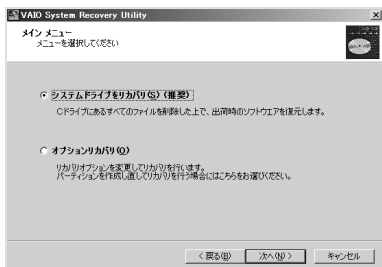 VAIO System Recovery Utility
メイン メニュー
メニューを選択してください
システムドライブをリカバリ(S) (推奨)
Cドライブにあるすべてのファイルを削除した上で、出荷時のソフトウエアを復元します。
オプションリカバリ(O)
リカバリオプションを変更してリカバリを行います。
パーティションを作成し直してリカバリを行う場合にはこちらをお選びください。
< 戻る(B) 次へ(N) > キャンセル